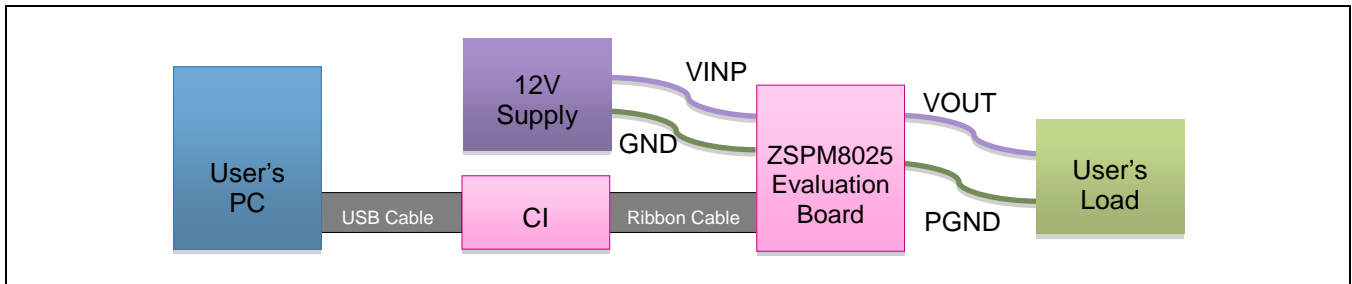 User's
PC
USB Cable
12V
Supply
VINP
GND
CI
Ribbon Cable
ZSPM8025
Evaluation
Board
VOUT
PGND
User's
Load